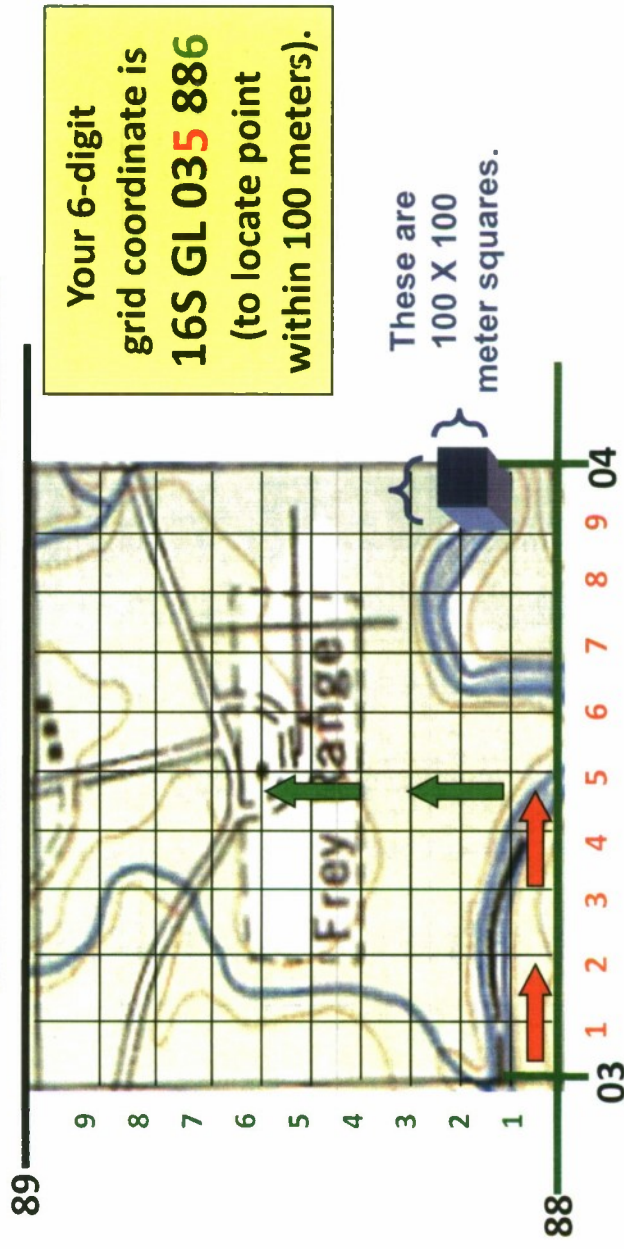 Your 6-digit
grid coordinate is
16S GL 035 886
(to locate point
within 100 meters).
These are
100 X 100
meter squares.
89
9
8
7
6
5
4
3
2
1
88
Frey Range
03
1
2
3
4
5
6
7
8
9
04